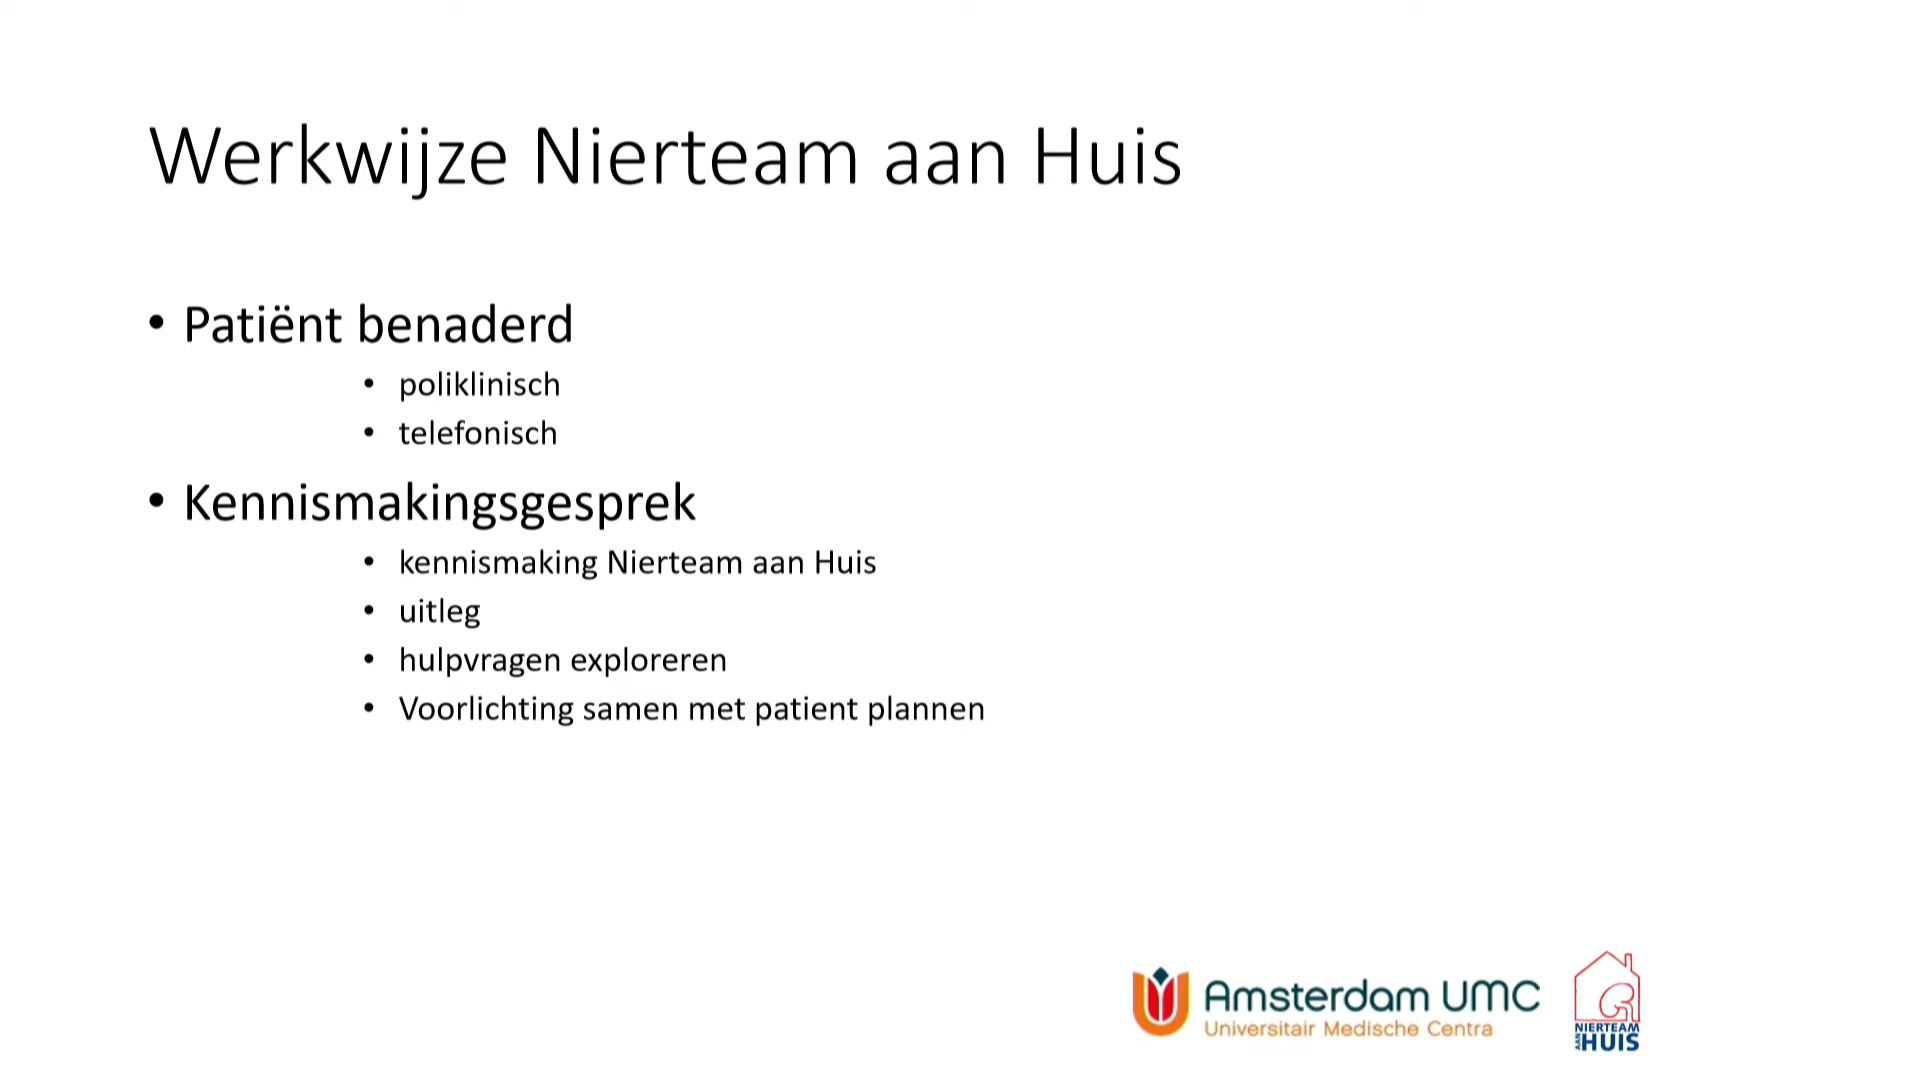 Werkwijze Nierteam aan Huis
• Patiënt benaderd
• poliklinisch
• telefonisch
• Kennismakingsgesprek
• kennismaking Nierteam aan Huis
• uitleg
• hulpvragen exploreren
• Voorlichting samen met patient plannen
Amsterdam UMC
Universitair Medische Centra
NIERTEAM
AAN HUIS